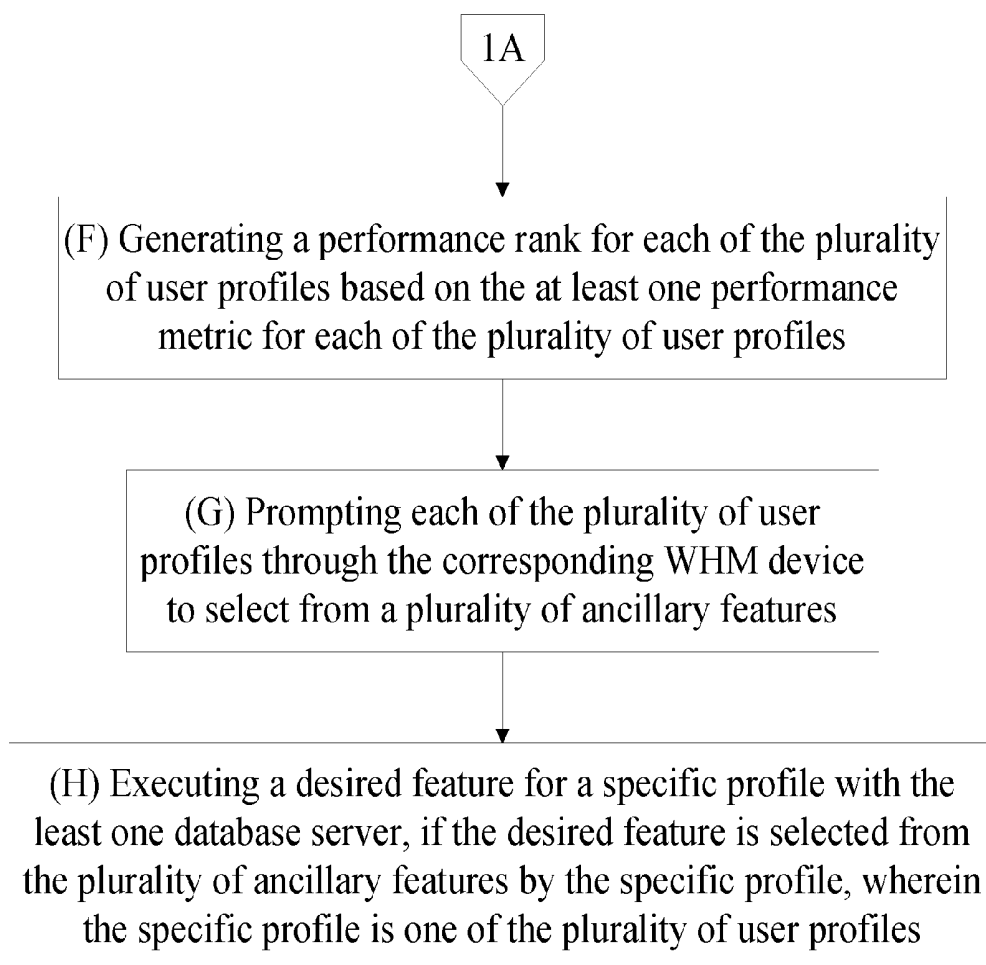 1A
(F) Generating a performance rank for each of the plurality
of user profiles based on the at least one performance
metric for each of the plurality of user profiles
(G) Prompting each of the plurality of user
profiles through the corresponding WHM device
to select from a plurality of ancillary features
(H) Executing a desired feature for a specific profile with the
least one database server, if the desired feature is selected from
the plurality of ancillary features by the specific profile, wherein
the specific profile is one of the plurality of user profiles